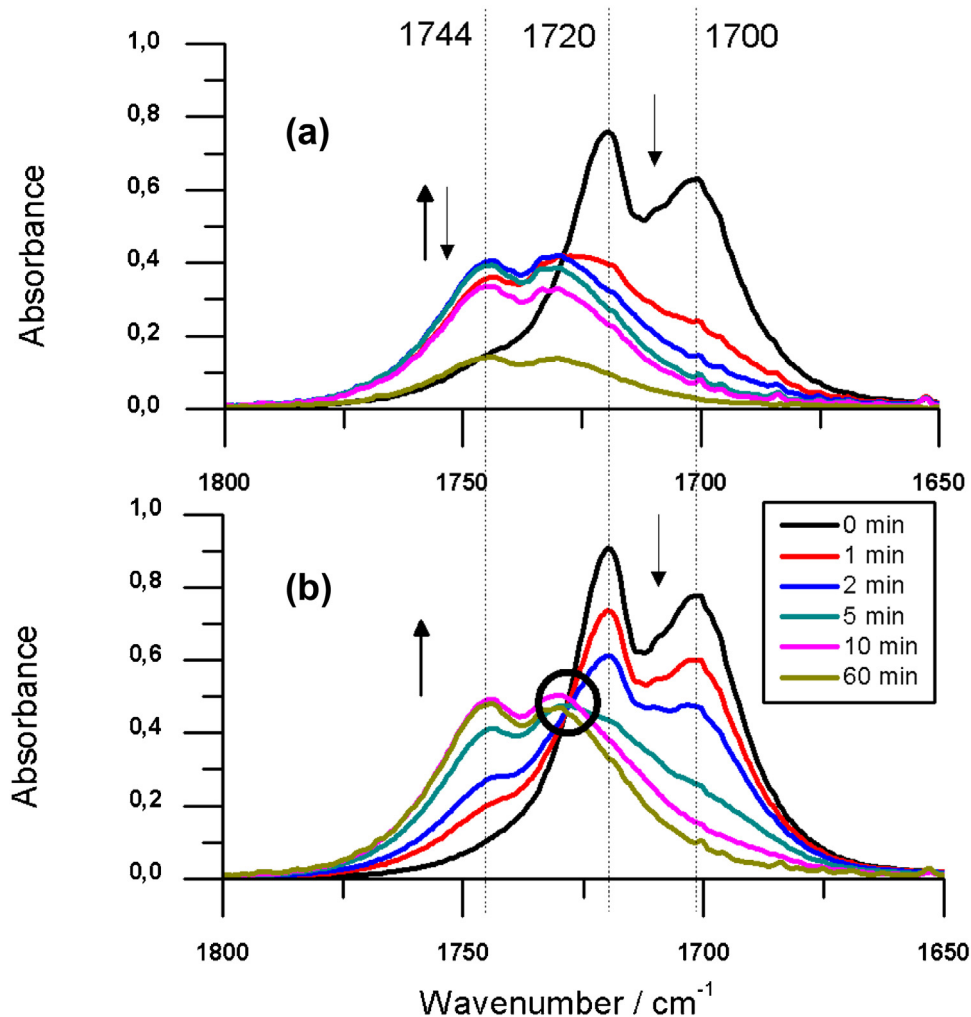 1744 1720 1700
1,0
(a)
0,8
0,6
0,4
0,2
0,0
Absorbance
1800 1750 1700 1650
1,0
(b)
0,8
0,6
0,4
0,2
0,0
Absorbance
0 min
1 min
2 min
5 min
10 min
60 min
1800 1750 1700 1650
Wavenumber / cm⁻¹